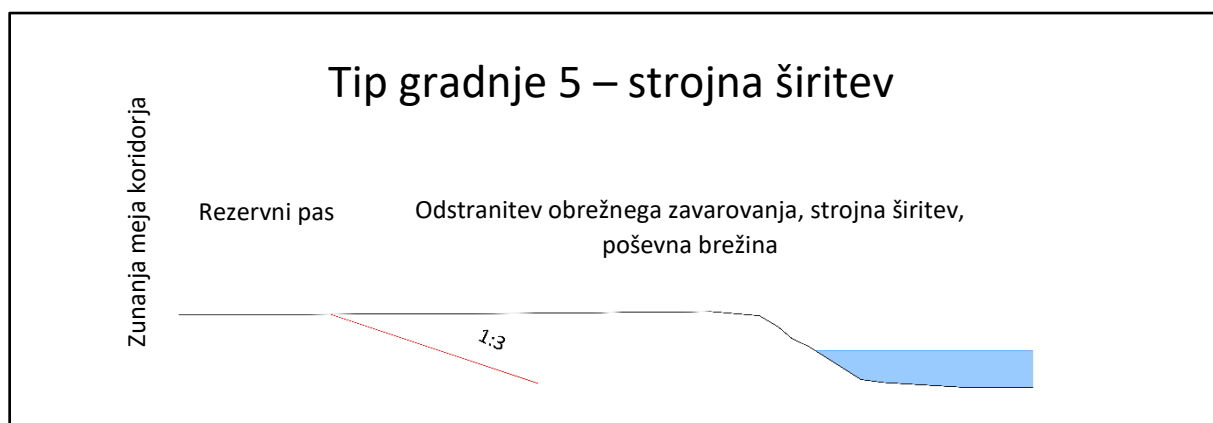 Tip gradnje 5 – strojna širitev
Zunanja meja koridorja
Rezervni pas
Odstranitev obrežnega zavarovanja, strojna širitev,
poševna brežina
1:3